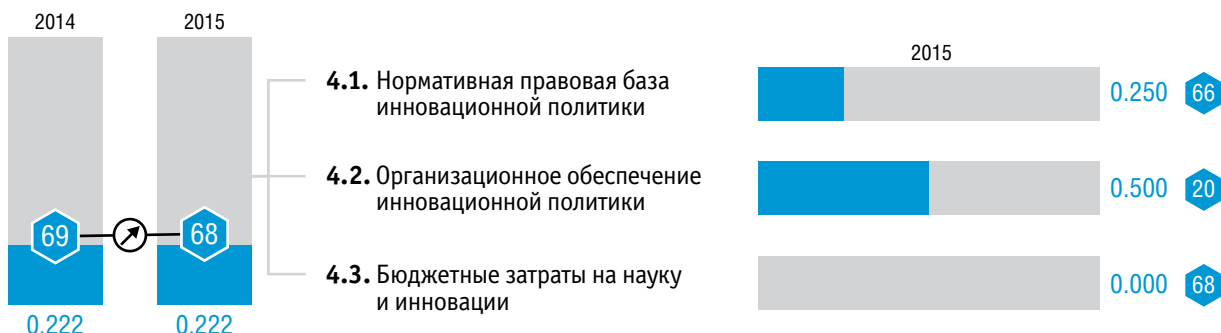 2014 2015
69 68
0.222 0.222
4.1. Нормативная правовая база
инновационной политики
4.2. Организационное обеспечение
инновационной политики
4.3. Бюджетные затраты на науку
и инновации
2015
0.250 66
0.500 20
0.000 68